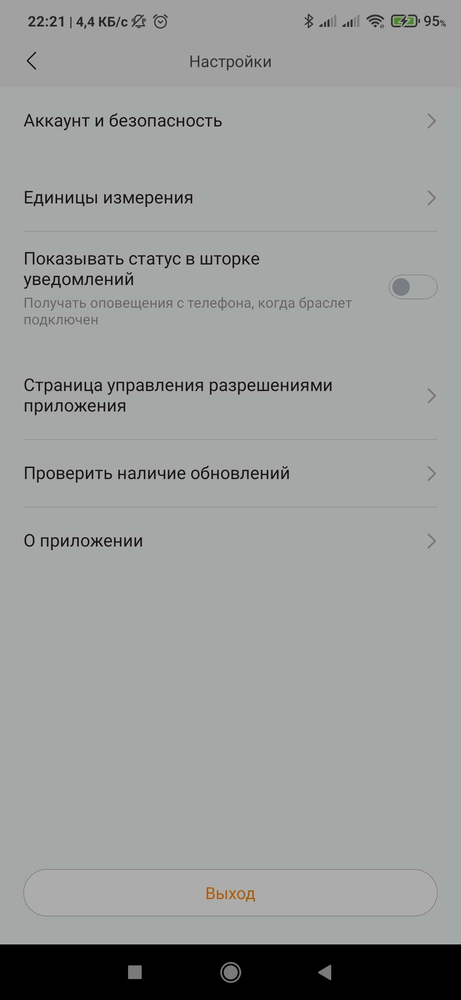 22:21 | 4,4 КБ/с 95%
Настройки
Аккаунт и безопасность
Единицы измерения
Показывать статус в шторке
уведомлений
Получать оповещения с телефона, когда браслет
подключен
Страница управления разрешениями
приложения
Проверить наличие обновлений
О приложении
Выход